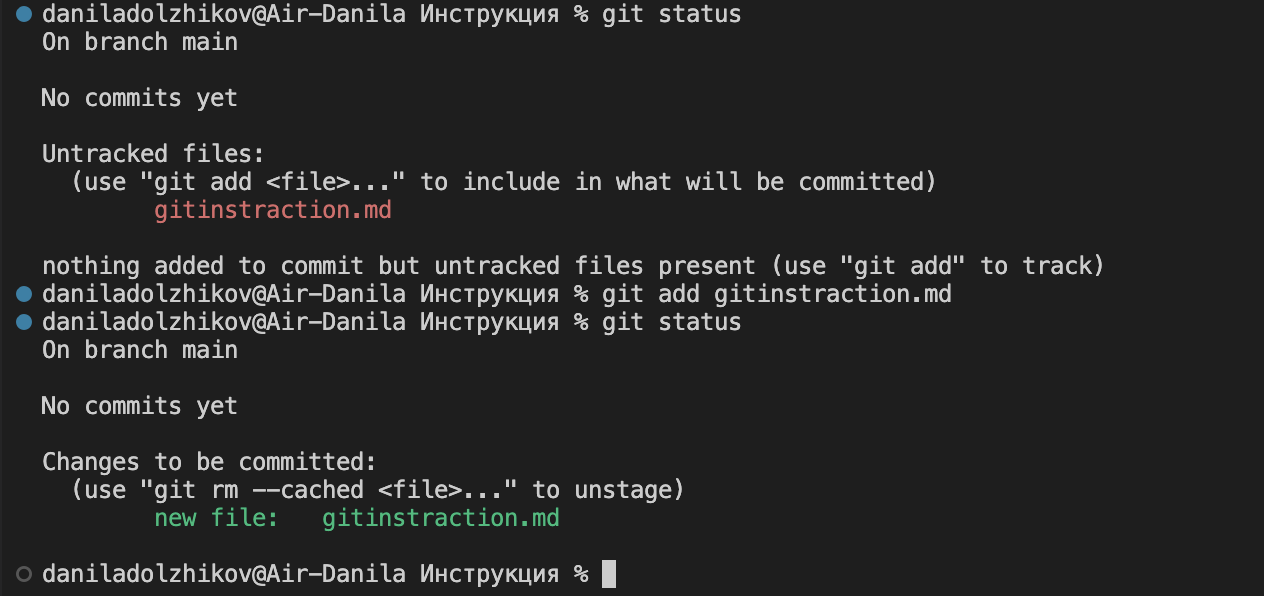 daniladolzhikov@Air-Danila Инструкция % git status
On branch main
No commits yet
Untracked files:
(use "git add <file>..." to include in what will be committed)
gitinstraction.md
nothing added to commit but untracked files present (use "git add" to track)
daniladolzhikov@Air-Danila Инструкция % git add gitinstraction.md
daniladolzhikov@Air-Danila Инструкция % git status
On branch main
No commits yet
Changes to be committed:
(use "git rm --cached <file>..." to unstage)
new file:   gitinstraction.md
daniladolzhikov@Air-Danila Инструкция %